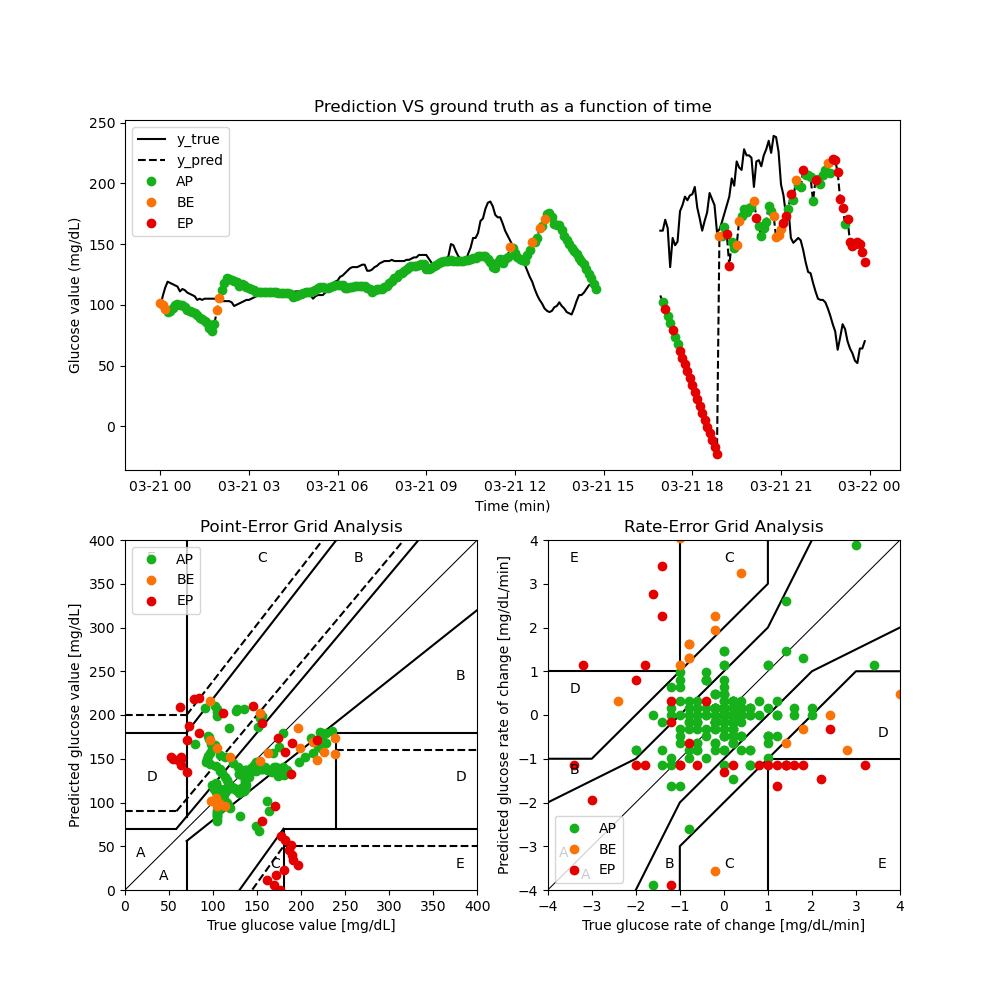 Prediction VS ground truth as a function of time
Glucose value (mg/dL)
250
200
150
100
50
0
y_true
y_pred
AP
BE
EP
03-21 00 03-21 03 03-21 06 03-21 09 03-21 12 03-21 15 03-21 18 03-21 21 03-22 00
Time (min)
Point-Error Grid Analysis
Predicted glucose value [mg/dL]
400
350
300
250
200
150
100
50
0
AP
BE
EP
C B
B
D D
A
A
C
E
0 50 100 150 200 250 300 350 400
True glucose value [mg/dL]
Rate-Error Grid Analysis
Predicted glucose rate of change [mg/dL/min]
4
3
2
1
0
−1
−2
−3
−4
E C
D
D
B
A
A
B C E
AP
BE
EP
−4 −3 −2 −1 0 1 2 3 4
True glucose rate of change [mg/dL/min]